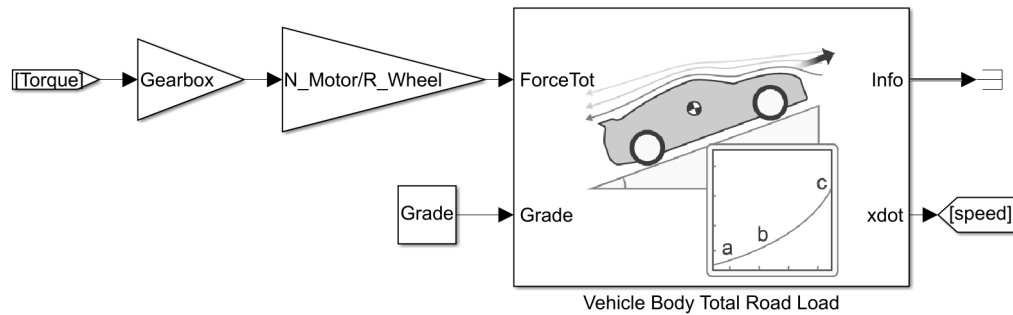 [Torque]
Gearbox
N_Motor/R_Wheel
ForceTot
Info
Grade
Grade
xdot
[speed]
a
b
c
Vehicle Body Total Road Load